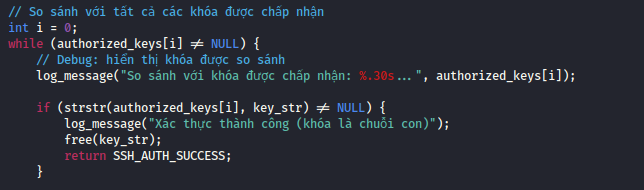 // So sánh với tất cả các khóa được chấp nhận
int i = 0;
while (authorized_keys[i] != NULL) {
// Debug: hiển thị khóa được so sánh
log_message("So sánh với khóa được chấp nhận: %.30s...", authorized_keys[i]);
if (strstr(authorized_keys[i], key_str) != NULL) {
log_message("Xác thực thành công (khóa là chuỗi con)");
free(key_str);
return SSH_AUTH_SUCCESS;
}